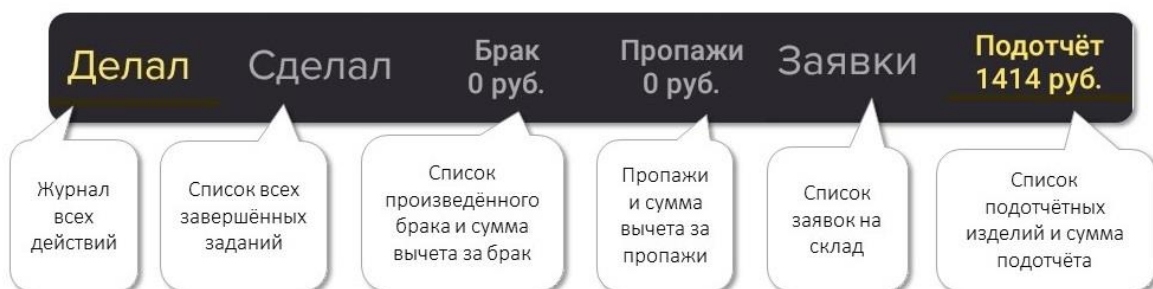 Делал
Сделал
Брак
0 руб.
Пропажи
0 руб.
Заявки
Подотчёт
1414 руб.
Журнал
всех
действий
Список всех
завершённых
заданий
Список
произведённого
брака и сумма
вычета за брак
Пропажи
и сумма
вычета за
пропажи
Список
заявок на
склад
Список
подотчётных
изделий и сумма
подотчёта